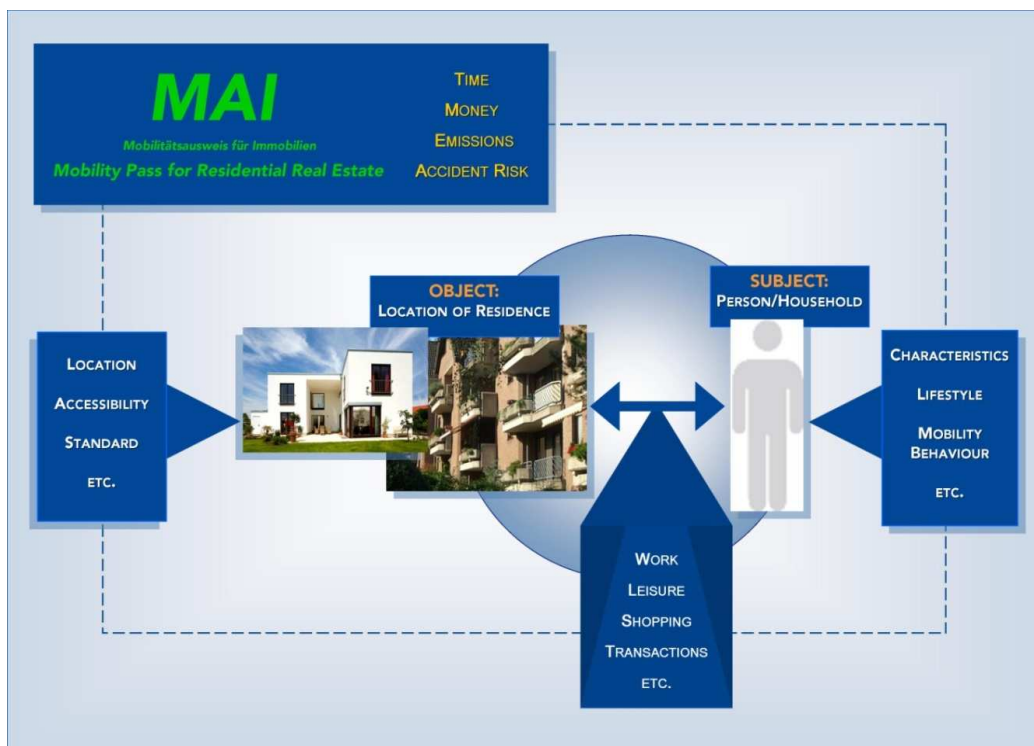 MAI
Mobilitätsausweis für Immobilien
Mobility Pass for Residential Real Estate
TIME
MONEY
EMISSIONS
ACCIDENT RISK
OBJECT:
LOCATION OF RESIDENCE
SUBJECT:
PERSON/HOUSEHOLD
LOCATION
ACCESSIBILITY
STANDARD
ETC.
CHARACTERISTICS
LIFESTYLE
MOBILITY
BEHAVIOUR
ETC.
WORK
LEISURE
SHOPPING
TRANSACTIONS
ETC.